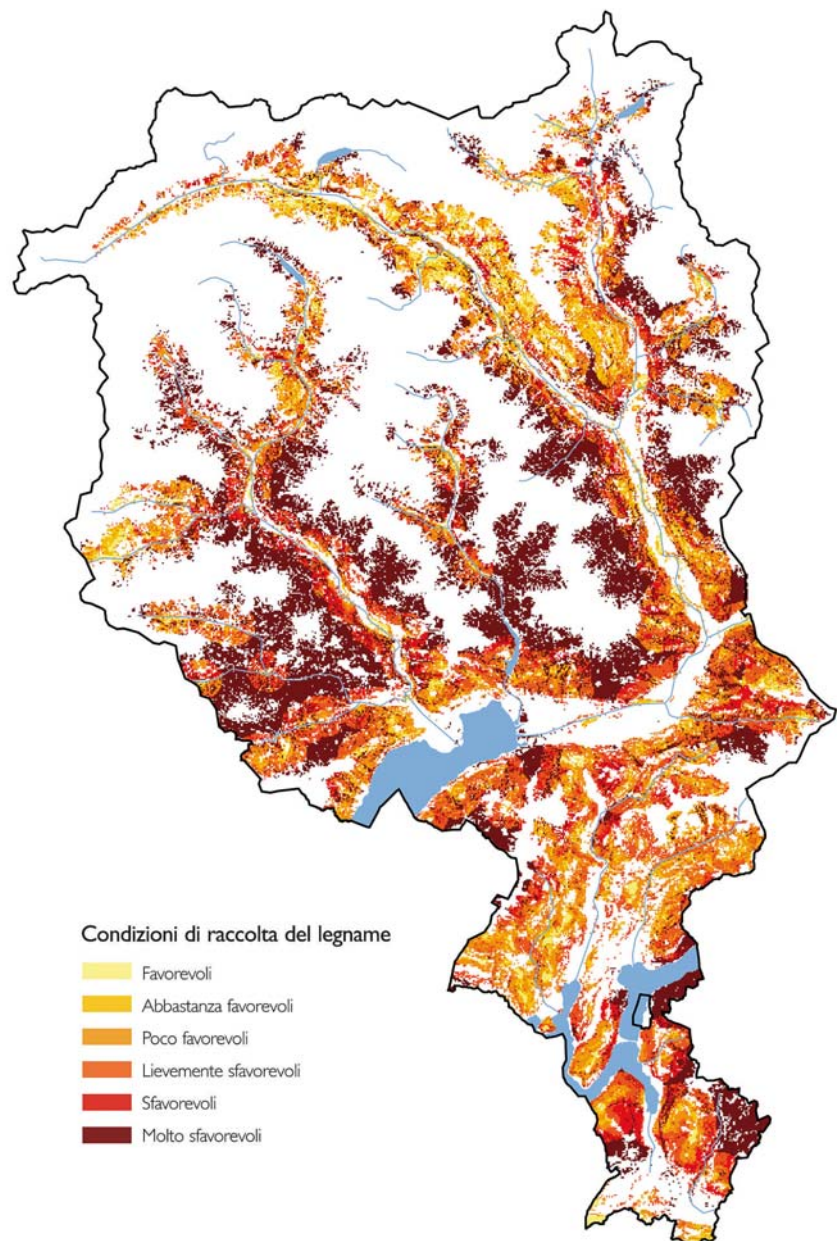 Condizioni di raccolta del legname
Favorevoli
Abbastanza favorevoli
Poco favorevoli
Lievemente sfavorevoli
Sfavorevoli
Molto sfavorevoli